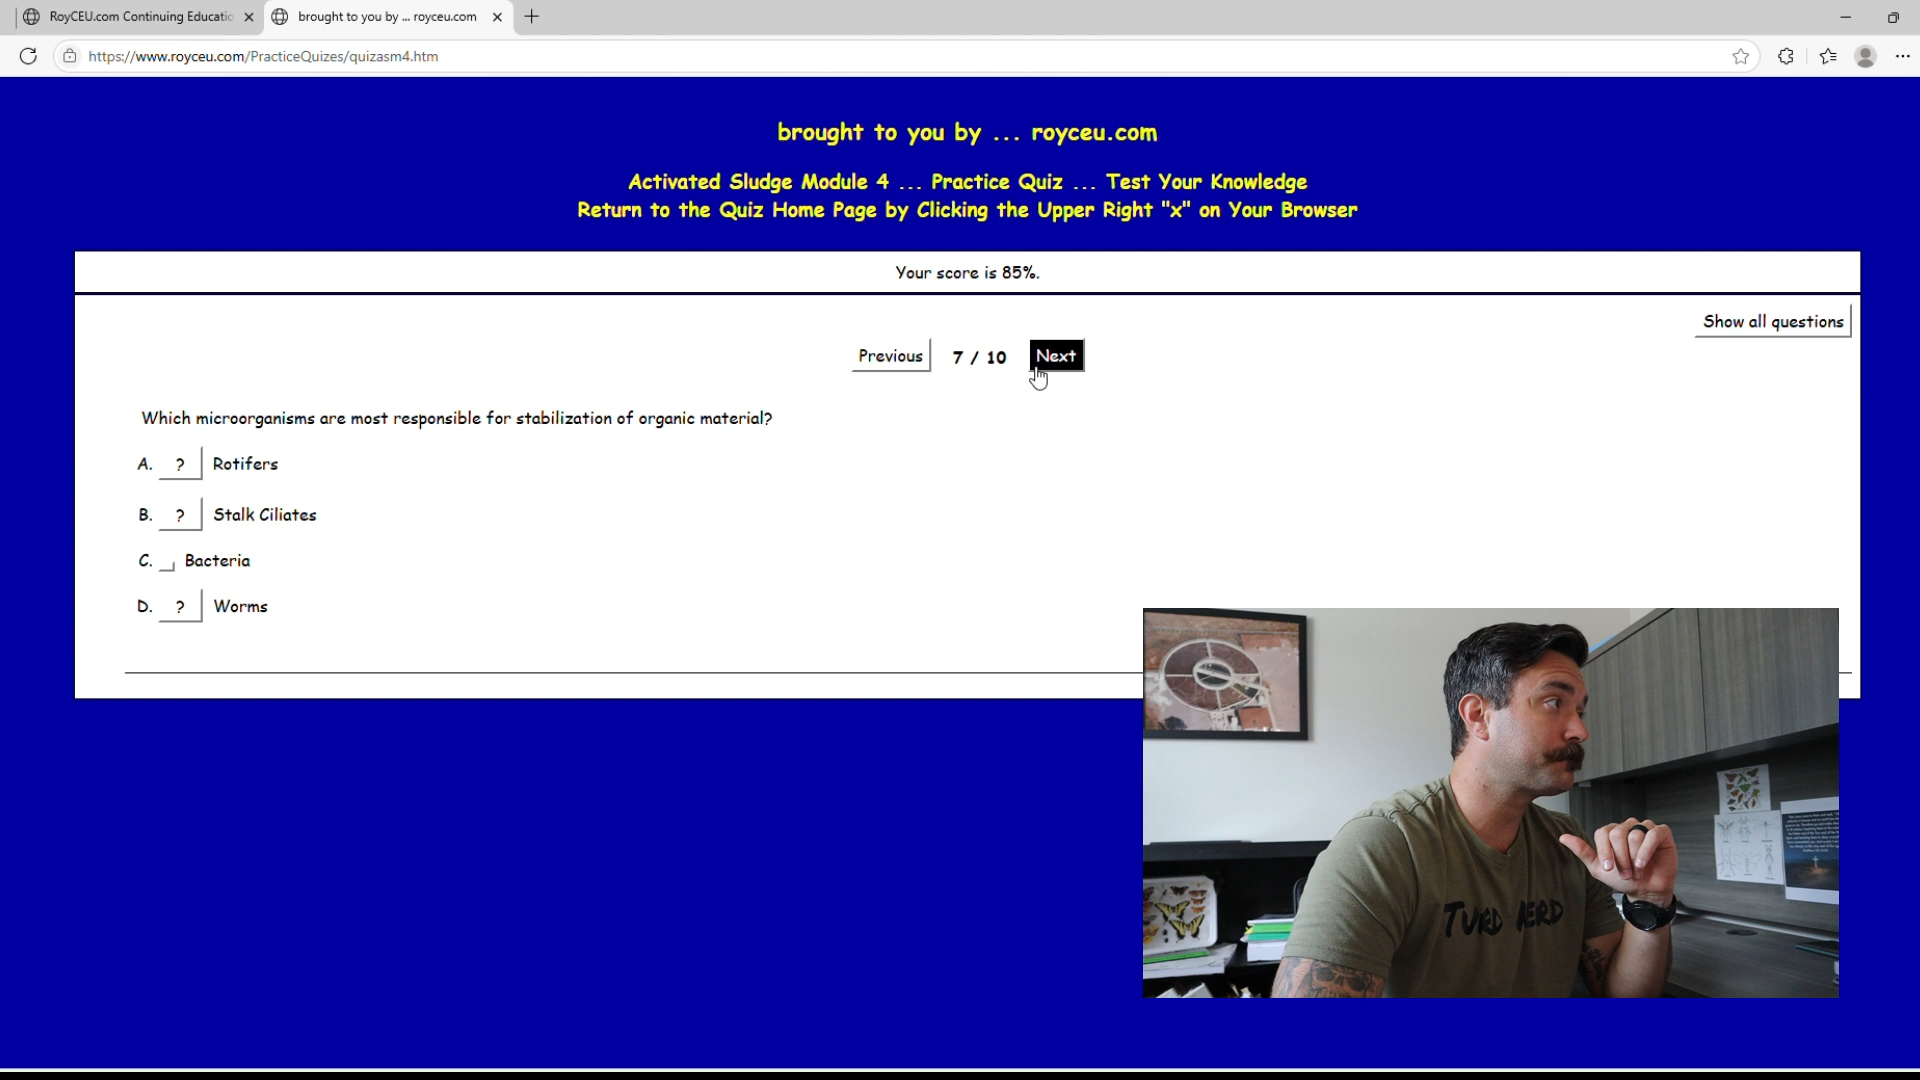 RoyCEU.com Continuing Educatio
brought to you by ... royceu.com
https://www.royceu.com/PracticeQuizes/quizasm4.htm
brought to you by ... royceu.com
Activated Sludge Module 4 ... Practice Quiz ... Test Your Knowledge
Return to the Quiz Home Page by Clicking the Upper Right "x" on Your Browser
Your score is 85%.
Show all questions
Previous 7 / 10 Next
Which microorganisms are most responsible for stabilization of organic material?
A. ? Rotifers
B. ? Stalk Ciliates
C. Bacteria
D. ? Worms
TURD NERD